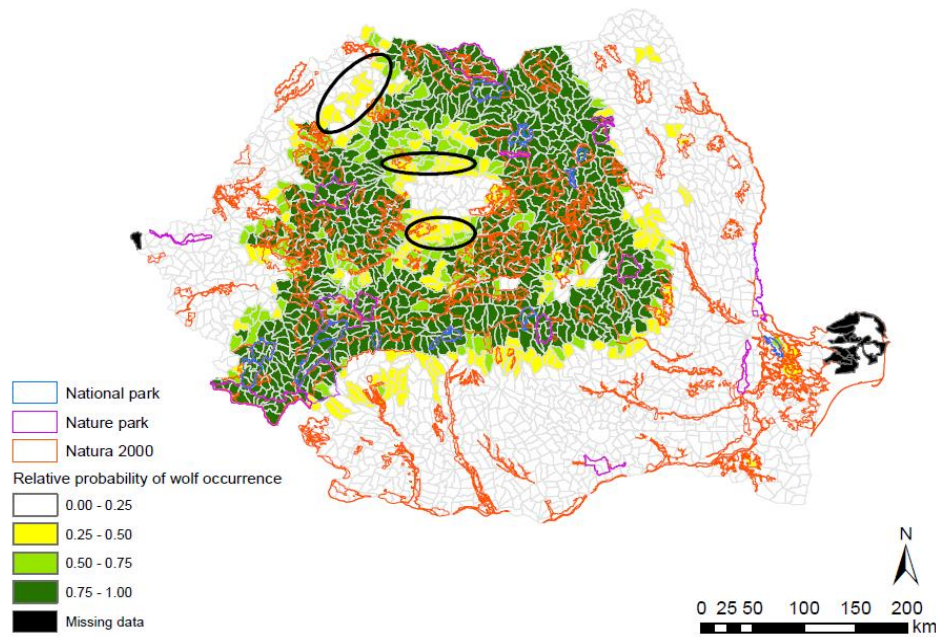 National park
Nature park
Natura 2000
Relative probability of wolf occurrence
0.00 - 0.25
0.25 - 0.50
0.50 - 0.75
0.75 - 1.00
Missing data
N
0 25 50 100 150 200
km